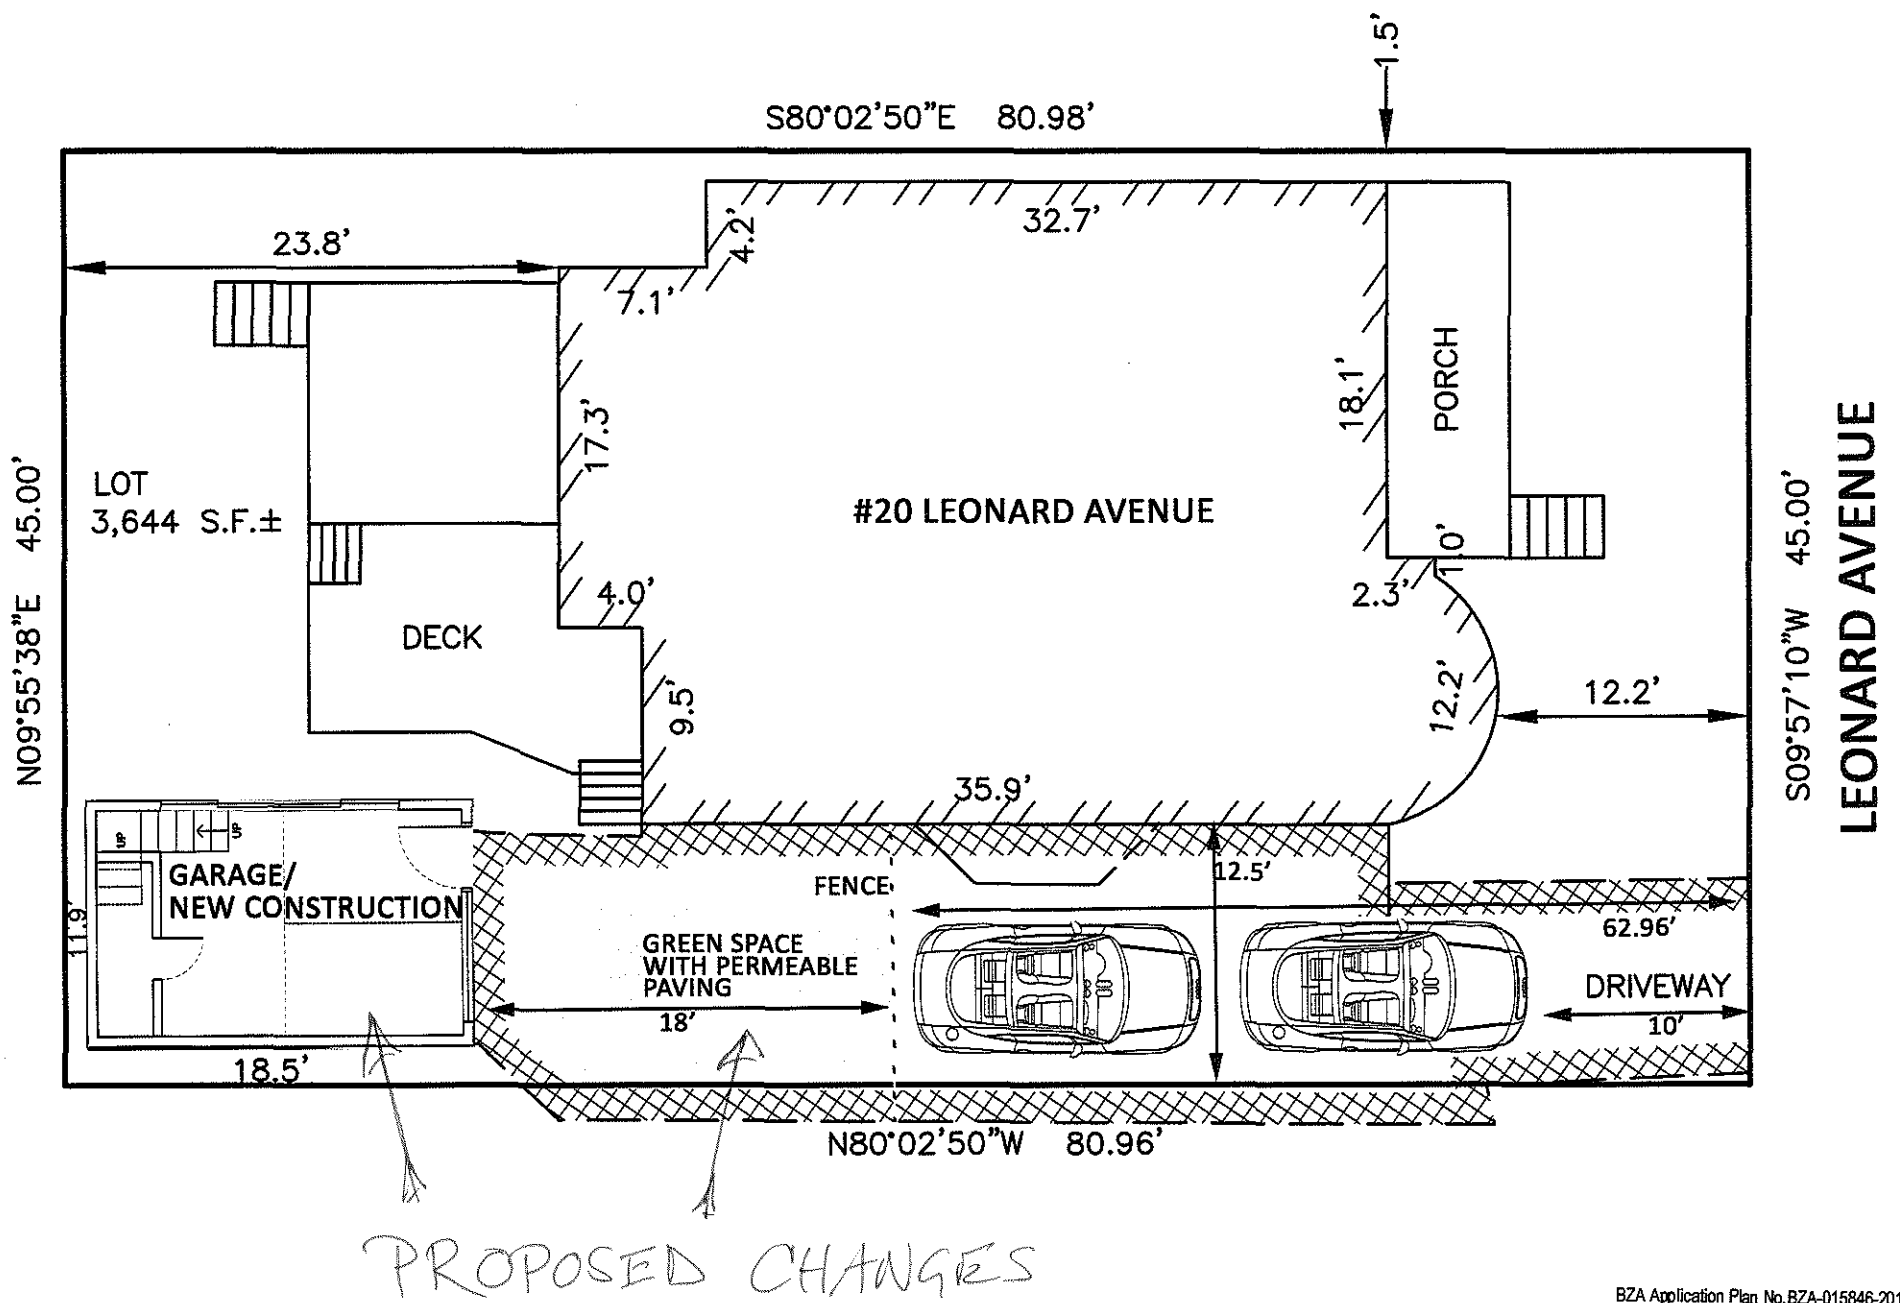 1.5'
S80°02'50"E 80.98'
32.7'
4.2'
23.8'
7.1'
17.3'
18.1'
PORCH
LOT
3,644 S.F.±
#20 LEONARD AVENUE
N09°55'38"E 45.00'
S09°57'10"W 45.00'
LEONARD AVENUE
1.0'
2.3'
4.0'
DECK
9.5'
12.2'
12.2'
35.9'
UP
UP
GARAGE/
NEW CONSTRUCTION
11.9'
18.5'
FENCE
12.5'
62.96'
GREEN SPACE
WITH PERMEABLE
PAVING
18'
DRIVEWAY
10'
N80°02'50"W 80.96'
PROPOSED CHANGES
BZA Application Plan No.BZA-015846-201